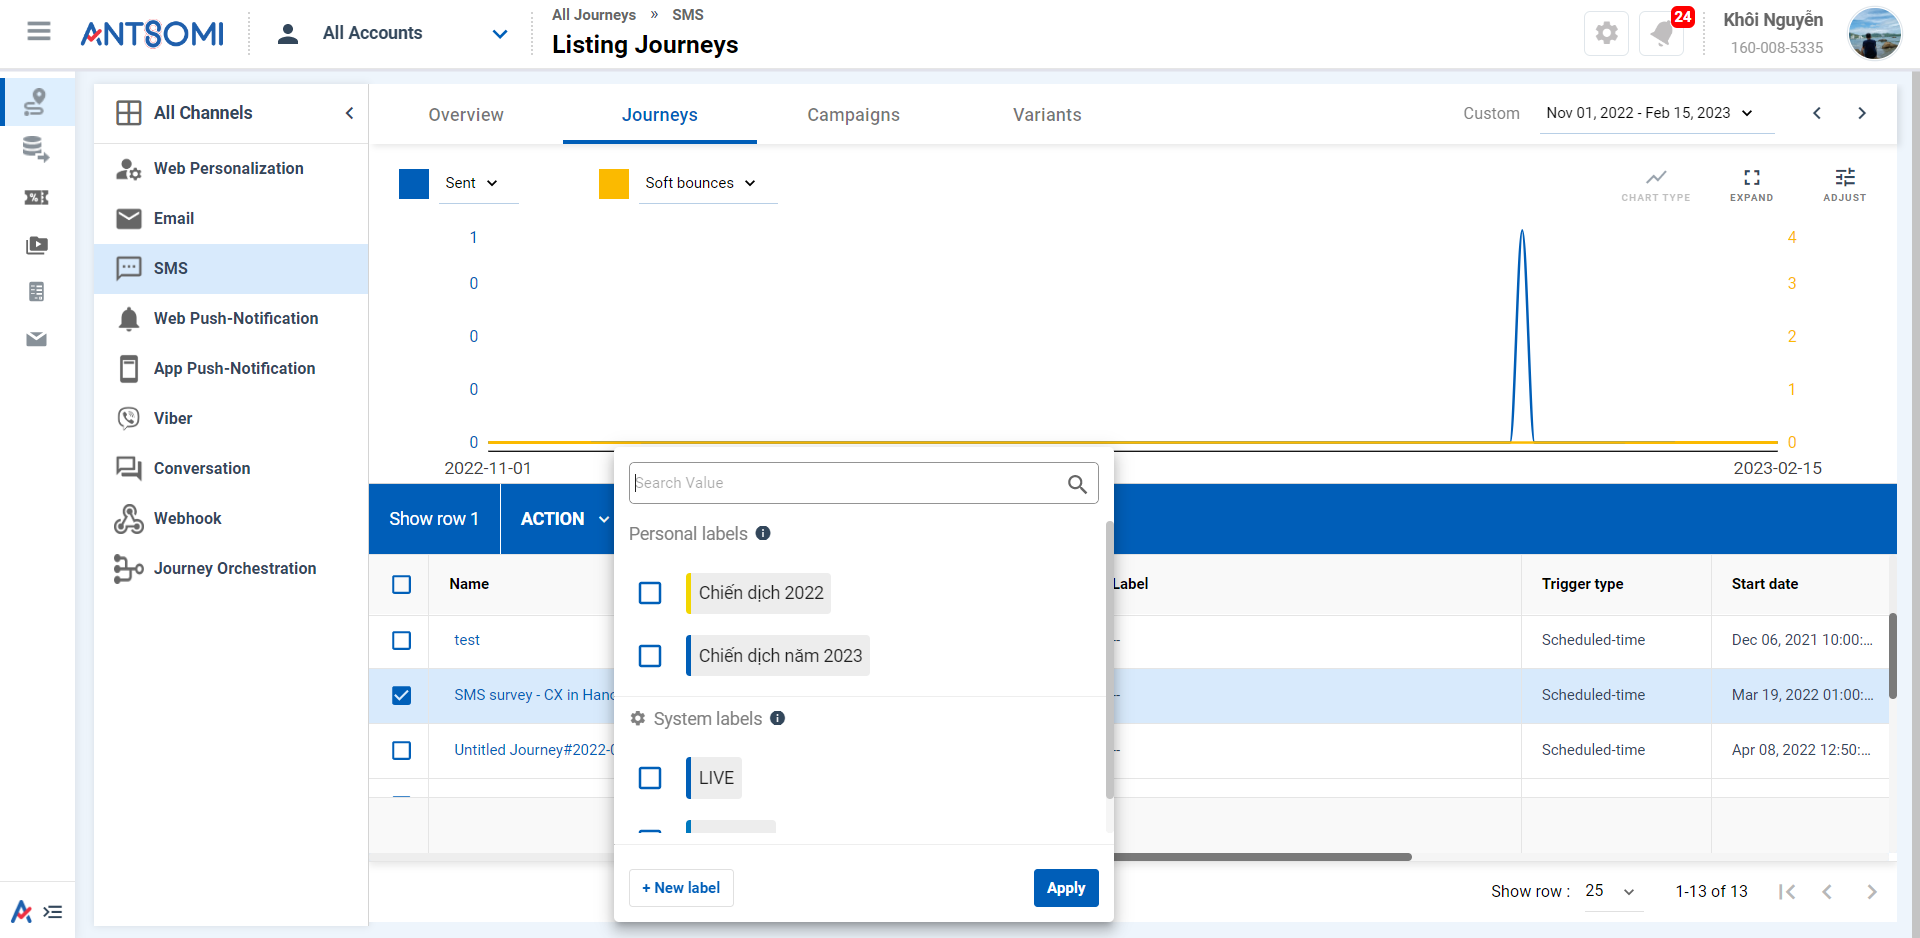 ANTSOMI
All Accounts
All Journeys » SMS
Listing Journeys
24
Khôi Nguyễn
160-008-5335
All Channels
Web Personalization
Email
SMS
Web Push-Notification
App Push-Notification
Viber
Conversation
Webhook
Journey Orchestration
Overview
Journeys
Campaigns
Variants
Custom
Nov 01, 2022 - Feb 15, 2023
Sent
Soft bounces
CHART TYPE
EXPAND
ADJUST
1
0
0
0
0
4
3
2
1
0
2022-11-01
2023-02-15
Show row 1
ACTION
Name
Label
Trigger type
Start date
test
--
Scheduled-time
Dec 06, 2021 10:00:...
SMS survey - CX in Hano
--
Scheduled-time
Mar 19, 2022 01:00:...
Untitled Journey#2022-0
--
Scheduled-time
Apr 08, 2022 12:50:...
Search Value
Personal labels
Chiến dịch 2022
Chiến dịch năm 2023
System labels
LIVE
+ New label
Apply
Show row :
25
1-13 of 13